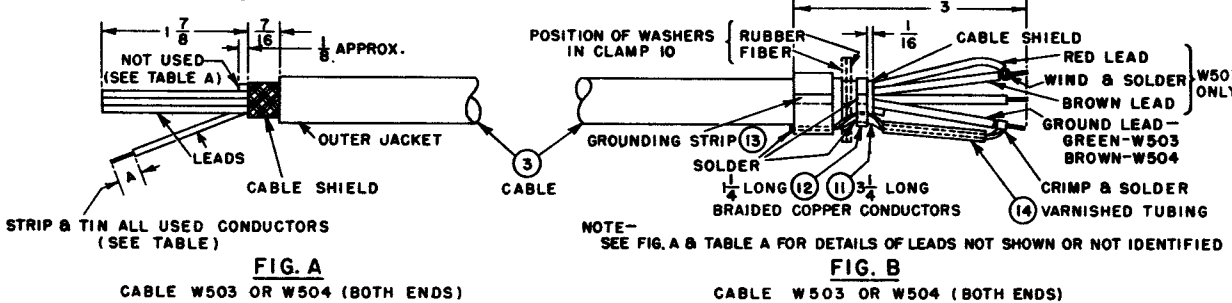 1 7/8
7/16
1/8 APPROX.
NOT USED
(SEE TABLE A)
OUTER JACKET
LEADS
A
CABLE SHIELD
STRIP & TIN ALL USED CONDUCTORS
(SEE TABLE)
3
CABLE
FIG. A
CABLE W503 OR W504 (BOTH ENDS)
3
POSITION OF WASHERS
IN CLAMP 10
RUBBER
FIBER
1/16
CABLE SHIELD
RED LEAD
WIND & SOLDER
BROWN LEAD
ONLY
GROUNDING STRIP 13
GROUND LEAD—
GREEN-W503
BROWN-W504
SOLDER
1 1/4 LONG 12 11 3 1/4 LONG
BRAIDED COPPER CONDUCTORS
CRIMP & SOLDER
14 VARNISHED TUBING
NOTE—
SEE FIG. A & TABLE A FOR DETAILS OF LEADS NOT SHOWN OR NOT IDENTIFIED
FIG. B
CABLE W503 OR W504 (BOTH ENDS)